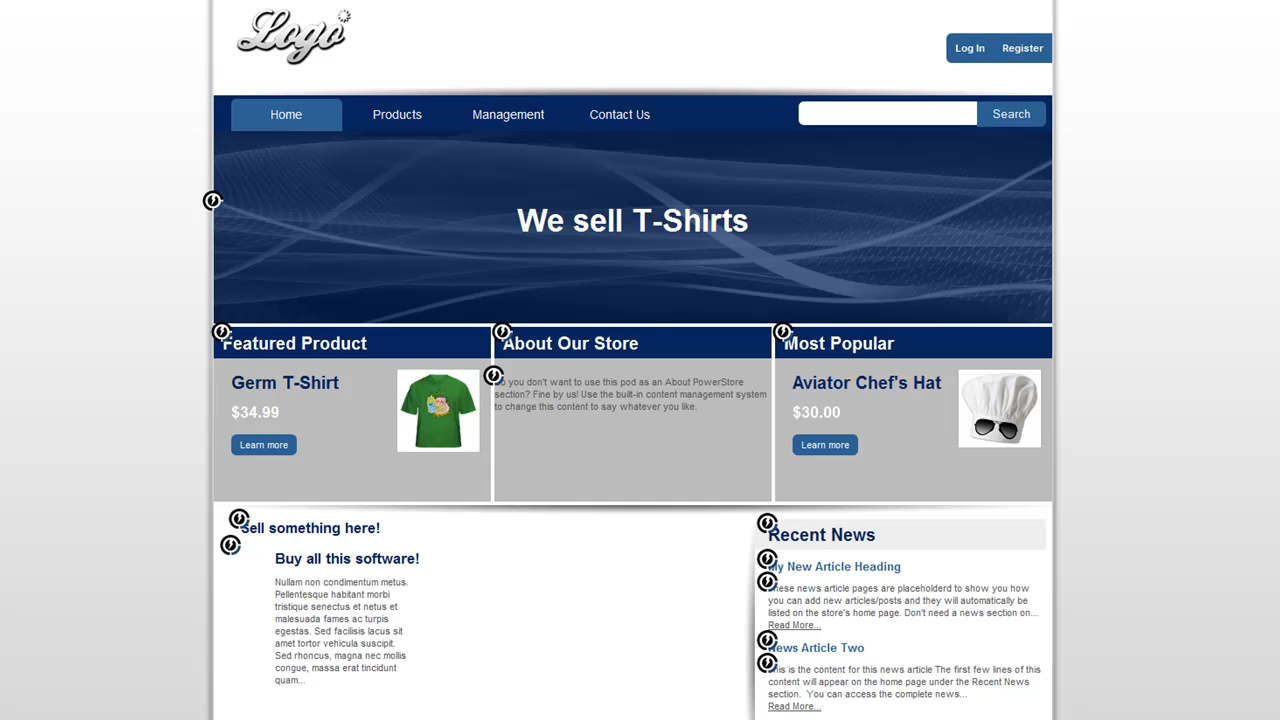 Logo
Log In Register
Home Products Management Contact Us Search
We sell T-Shirts
Featured Product
Germ T-Shirt
$34.99
Learn more
About Our Store
you don't want to use this pod as an About PowerStore
section? Fine by us! Use the built-in content management system
to change this content to say whatever you like.
Most Popular
Aviator Chef's Hat
$30.00
Learn more
Sell something here!
Buy all this software!
Nullam non condimentum metus.
Pellentesque habitant morbi
tristique senectus et netus et
malesuada fames ac turpis
egestas. Sed facilisis lacus sit
amet tortor vehicula suscipit.
Sed rhoncus, magna nec mollis
congue, massa erat tincidunt
quam...
Recent News
My New Article Heading
These news article pages are placeholderd to show you how
you can add new articles/posts and they will automatically be
listed on the store's home page. Don't need a news section on...
Read More...
News Article Two
This is the content for this news article The first few lines of this
content will appear on the home page under the Recent News
section. You can access the complete news...
Read More...